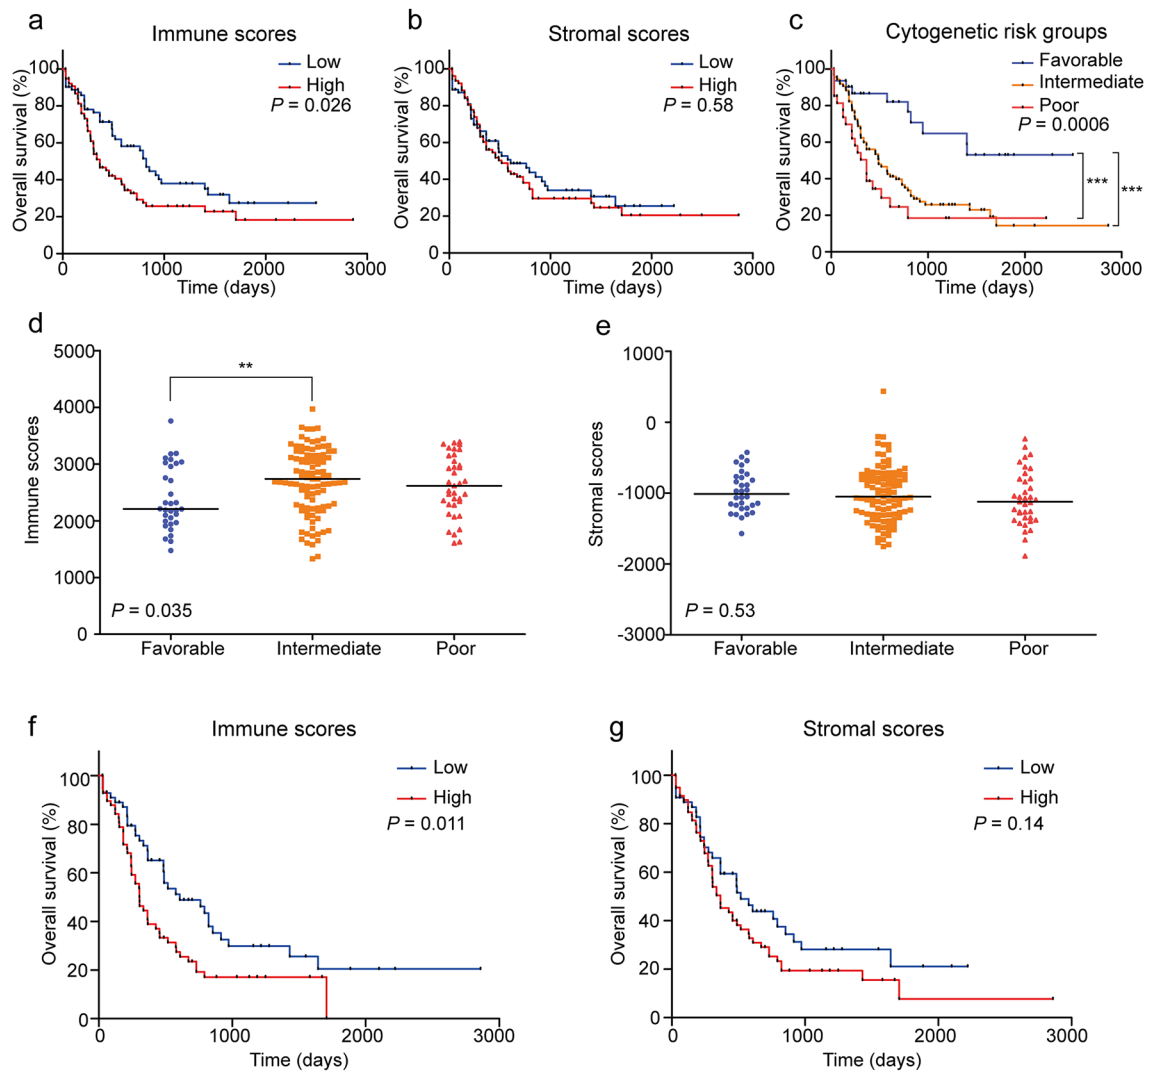 a
Immune scores
Overall survival (%)
100
80
60
40
20
0
Low
High
P = 0.026
0 1000 2000 3000
Time (days)
b
Stromal scores
Overall survival (%)
100
80
60
40
20
0
Low
High
P = 0.58
0 1000 2000 3000
Time (days)
c
Cytogenetic risk groups
Overall survival (%)
100
80
60
40
20
0
Favorable
Intermediate
Poor
P = 0.0006
***
***
0 1000 2000 3000
Time (days)
d
Immune scores
5000
4000
3000
2000
1000
0
**
P = 0.035
Favorable Intermediate Poor
e
Stromal scores
1000
0
-1000
-2000
-3000
P = 0.53
Favorable Intermediate Poor
f
Immune scores
Overall survival (%)
100
80
60
40
20
0
Low
High
P = 0.011
0 1000 2000 3000
Time (days)
g
Stromal scores
Overall survival (%)
100
80
60
40
20
0
Low
High
P = 0.14
0 1000 2000 3000
Time (days)